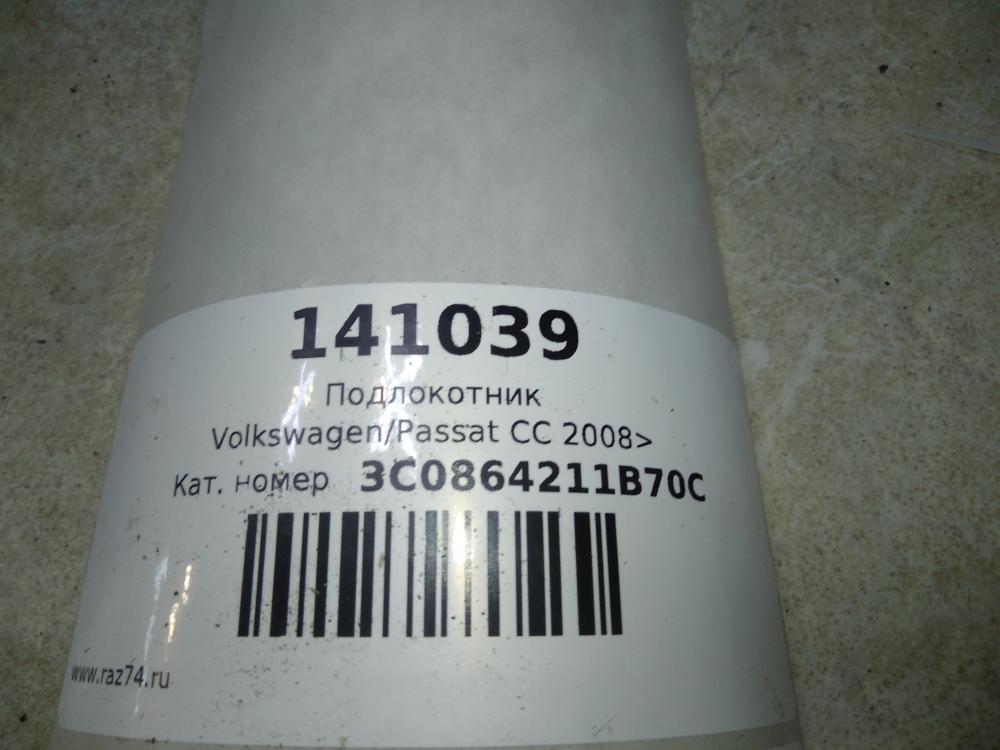 141039
Подлокотник
Volkswagen/Passat CC 2008>
Кат. номер 3C0864211B70C
www.raz74.ru